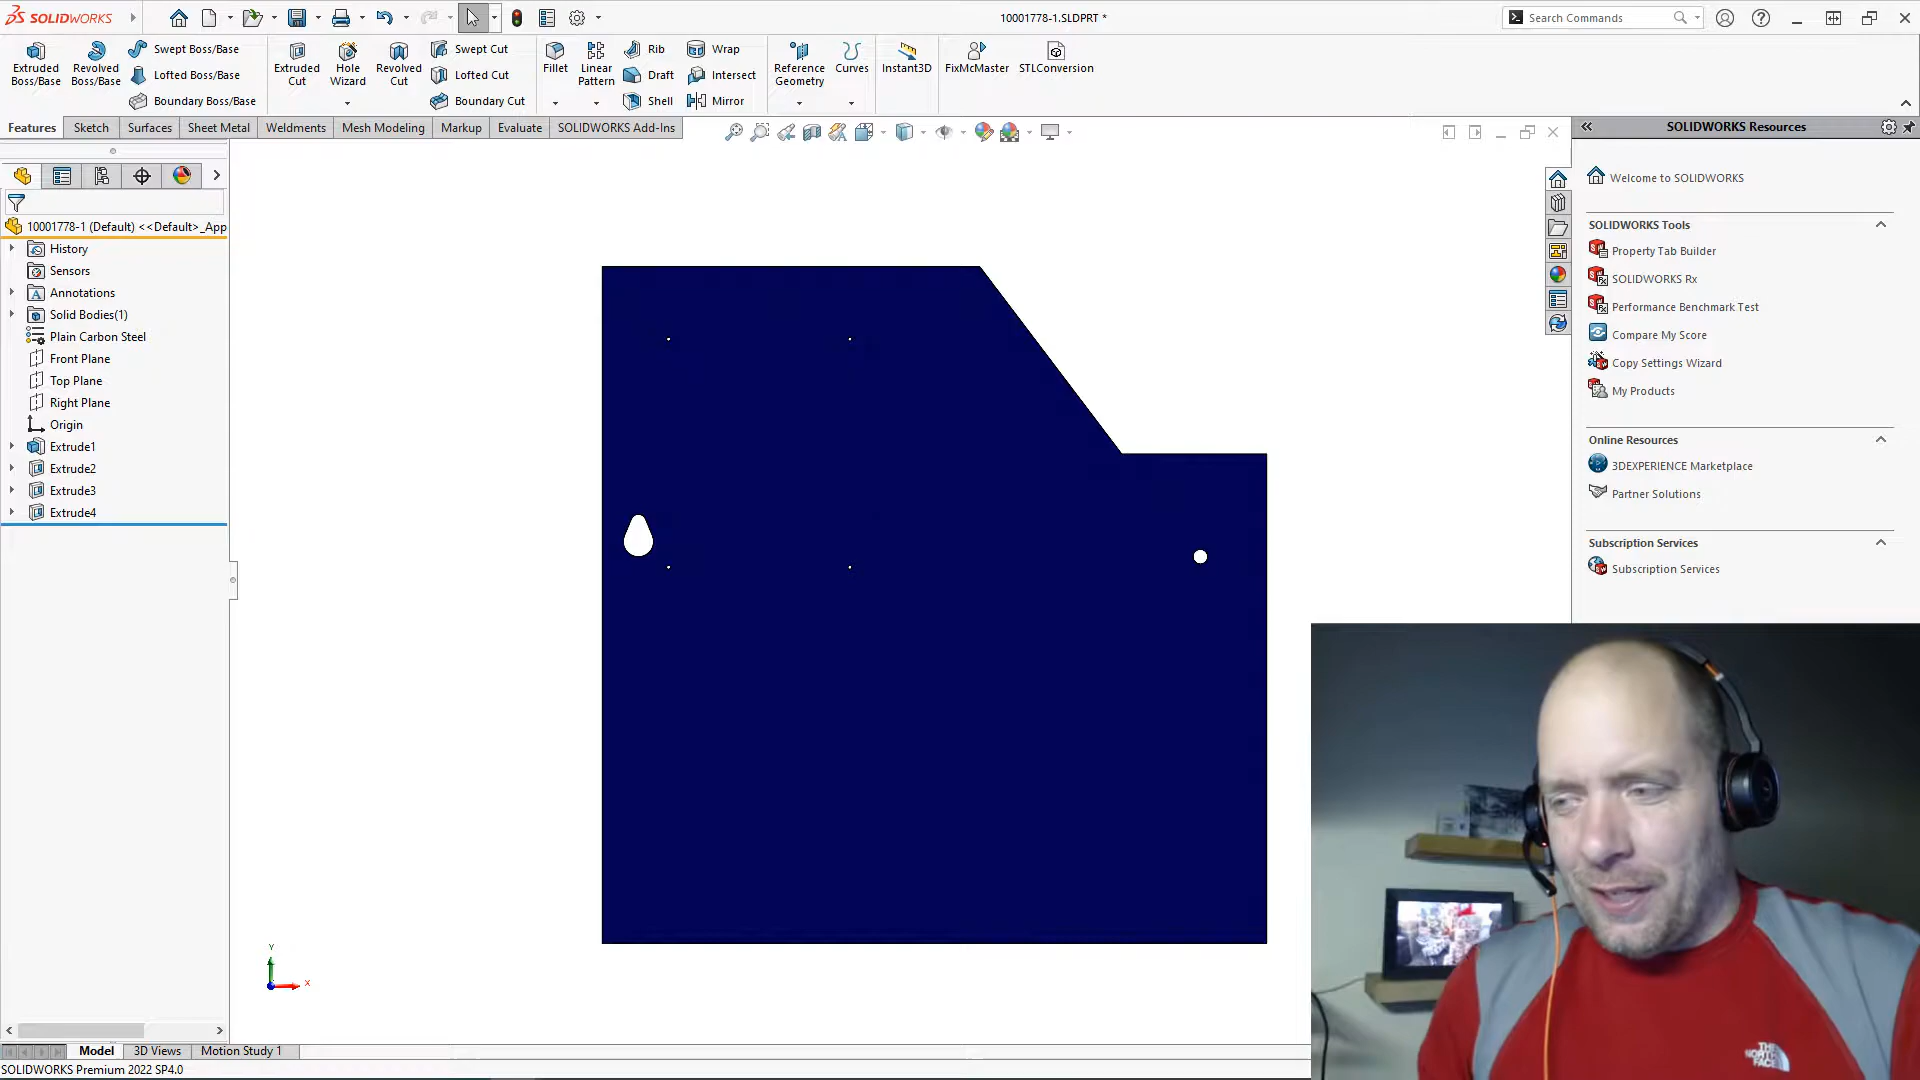 SOLIDWORKS
10001778-1.SLDPRT *
Search Commands
Extruded Boss/Base
Revolved Boss/Base
Swept Boss/Base
Lofted Boss/Base
Boundary Boss/Base
Extruded Cut
Hole Wizard
Revolved Cut
Swept Cut
Lofted Cut
Boundary Cut
Fillet
Linear Pattern
Rib
Draft
Shell
Wrap
Intersect
Mirror
Reference Geometry
Curves
Instant3D
FixMcMaster
STLConversion
Features
Sketch
Surfaces
Sheet Metal
Weldments
Mesh Modeling
Markup
Evaluate
SOLIDWORKS Add-Ins
10001778-1 (Default) <<Default>_App
History
Sensors
Annotations
Solid Bodies(1)
Plain Carbon Steel
Front Plane
Top Plane
Right Plane
Origin
Extrude1
Extrude2
Extrude3
Extrude4
Y
X
SOLIDWORKS Resources
Welcome to SOLIDWORKS
SOLIDWORKS Tools
Property Tab Builder
SOLIDWORKS Rx
Performance Benchmark Test
Compare My Score
Copy Settings Wizard
My Products
Online Resources
3DEXPERIENCE Marketplace
Partner Solutions
Subscription Services
Subscription Services
THE NORTH FACE
Model
3D Views
Motion Study 1
SOLIDWORKS Premium 2022 SP4.0